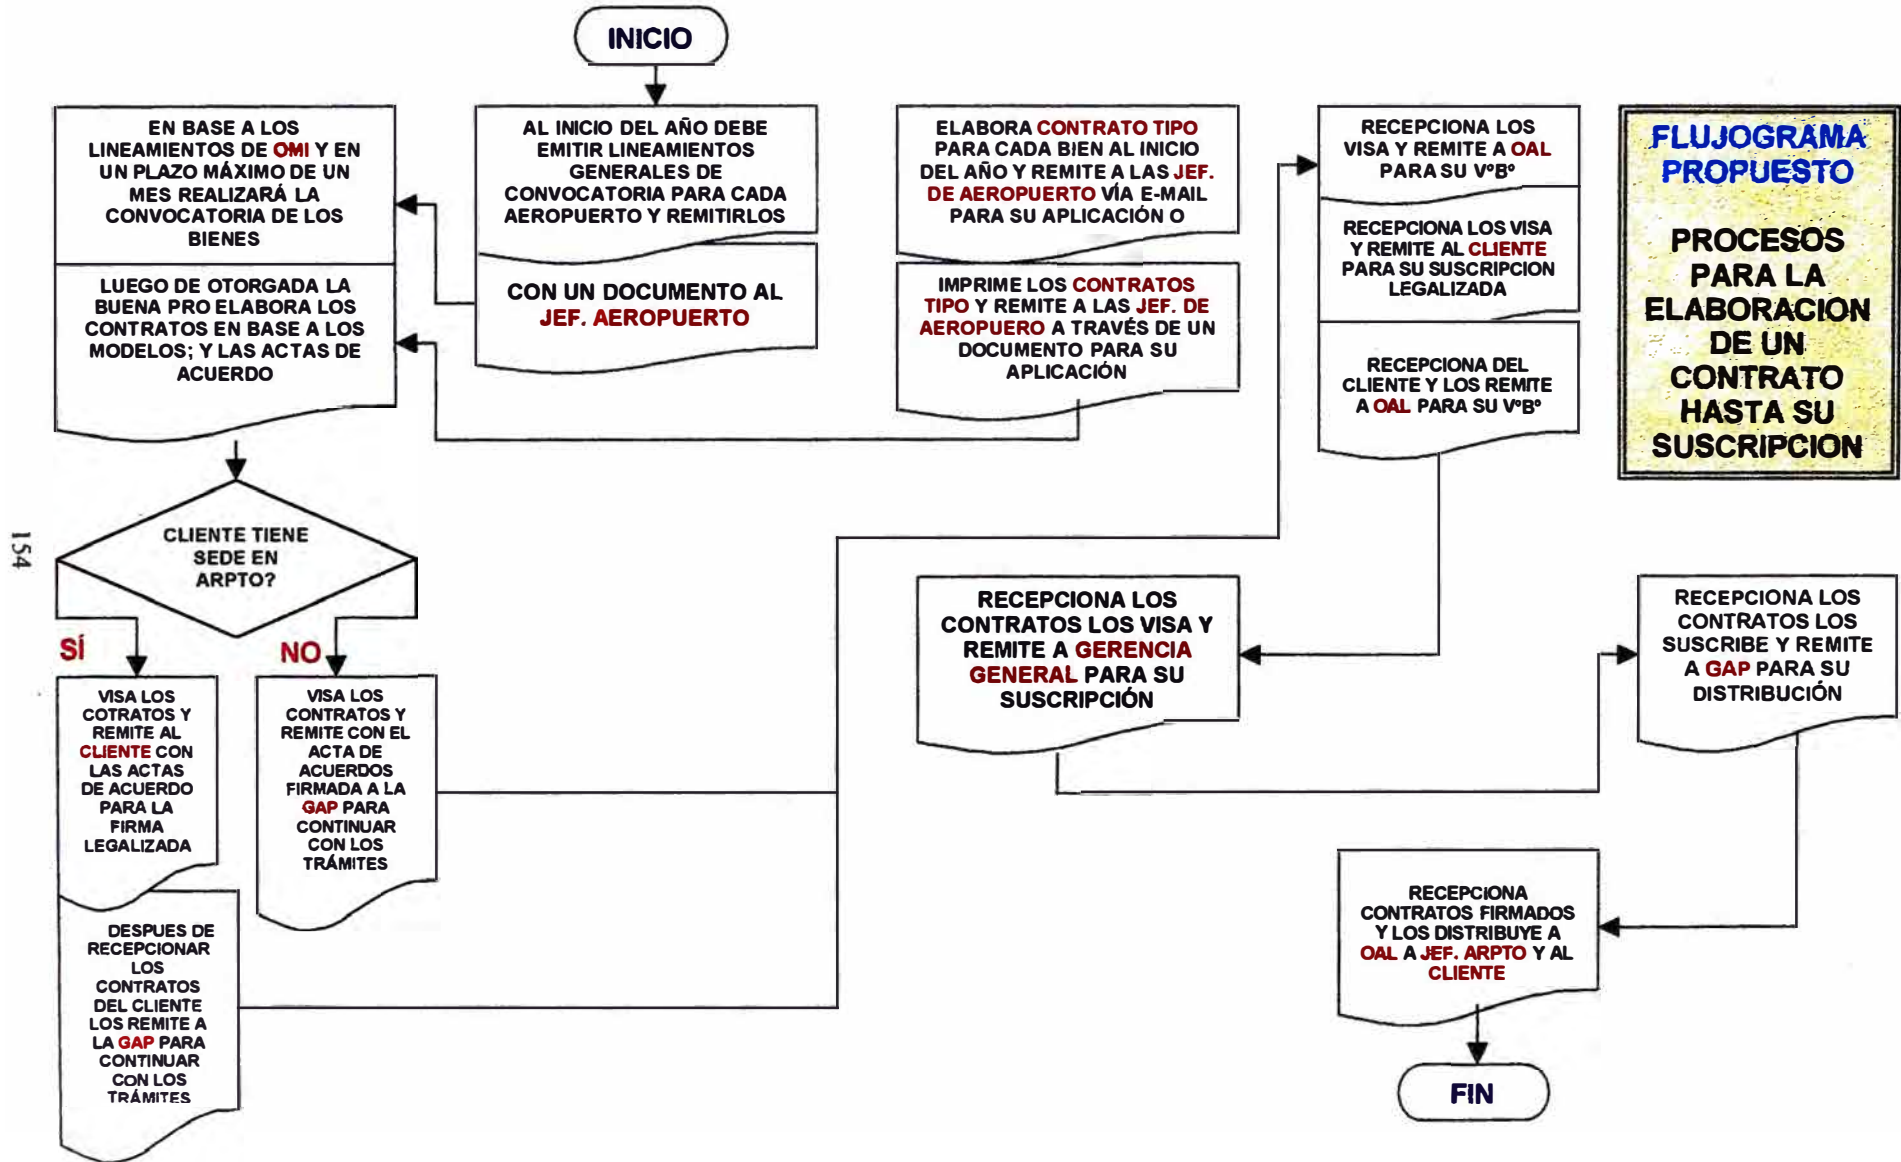 INICIO
EN BASE A LOS
LINEAMIENTOS DE OMI Y EN
UN PLAZO MÁXIMO DE UN
MES REALIZARÁ LA
CONVOCATORIA DE LOS
BIENES
LUEGO DE OTORGADA LA
BUENA PRO ELABORA LOS
CONTRATOS EN BASE A LOS
MODELOS; Y LAS ACTAS DE
ACUERDO
AL INICIO DEL AÑO DEBE
EMITIR LINEAMIENTOS
GENERALES DE
CONVOCATORIA PARA CADA
AEROPUERTO Y REMITIRLOS
CON UN DOCUMENTO AL
JEF. AEROPUERTO
ELABORA CONTRATO TIPO
PARA CADA BIEN AL INICIO
DEL AÑO Y REMITE A LAS JEF.
DE AEROPUERTO VÍA E-MAIL
PARA SU APLICACIÓN O
IMPRIME LOS CONTRATOS
TIPO Y REMITE A LAS JEF. DE
AEROPUERO A TRAVÉS DE UN
DOCUMENTO PARA SU
APLICACIÓN
RECEPCIONA LOS
VISA Y REMITE A OAL
PARA SU VºBº
RECEPCIONA LOS VISA
Y REMITE AL CLIENTE
PARA SU SUSCRIPCION
LEGALIZADA
RECEPCIONA DEL
CLIENTE Y LOS REMITE
A OAL PARA SU VºBº
FLUJOGRAMA
PROPUESTO
PROCESOS
PARA LA
ELABORACION
DE UN
CONTRATO
HASTA SU
SUSCRIPCION
CLIENTE TIENE
SEDE EN
ARPTO?
154
SÍ
NO
VISA LOS
COTRATOS Y
REMITE AL
CLIENTE CON
LAS ACTAS
DE ACUERDO
PARA LA
FIRMA
LEGALIZADA
VISA LOS
CONTRATOS Y
REMITE CON EL
ACTA DE
ACUERDOS
FIRMADA A LA
GAP PARA
CONTINUAR
CON LOS
TRÁMITES
DESPUES DE
RECEPCIONAR
LOS
CONTRATOS
DEL CLIENTE
LOS REMITE A
LA GAP PARA
CONTINUAR
CON LOS
TRÁMITES
RECEPCIONA LOS
CONTRATOS LOS VISA Y
REMITE A GERENCIA
GENERAL PARA SU
SUSCRIPCIÓN
RECEPCIONA LOS
CONTRATOS LOS
SUSCRIBE Y REMITE
A GAP PARA SU
DISTRIBUCIÓN
RECEPCIONA
CONTRATOS FIRMADOS
Y LOS DISTRIBUYE A
OAL A JEF. ARPTO Y AL
CLIENTE
FIN